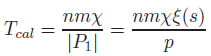 T_{cal} = \frac{nm\chi}{|P_1|} = \frac{nm\chi\xi(s)}{p}